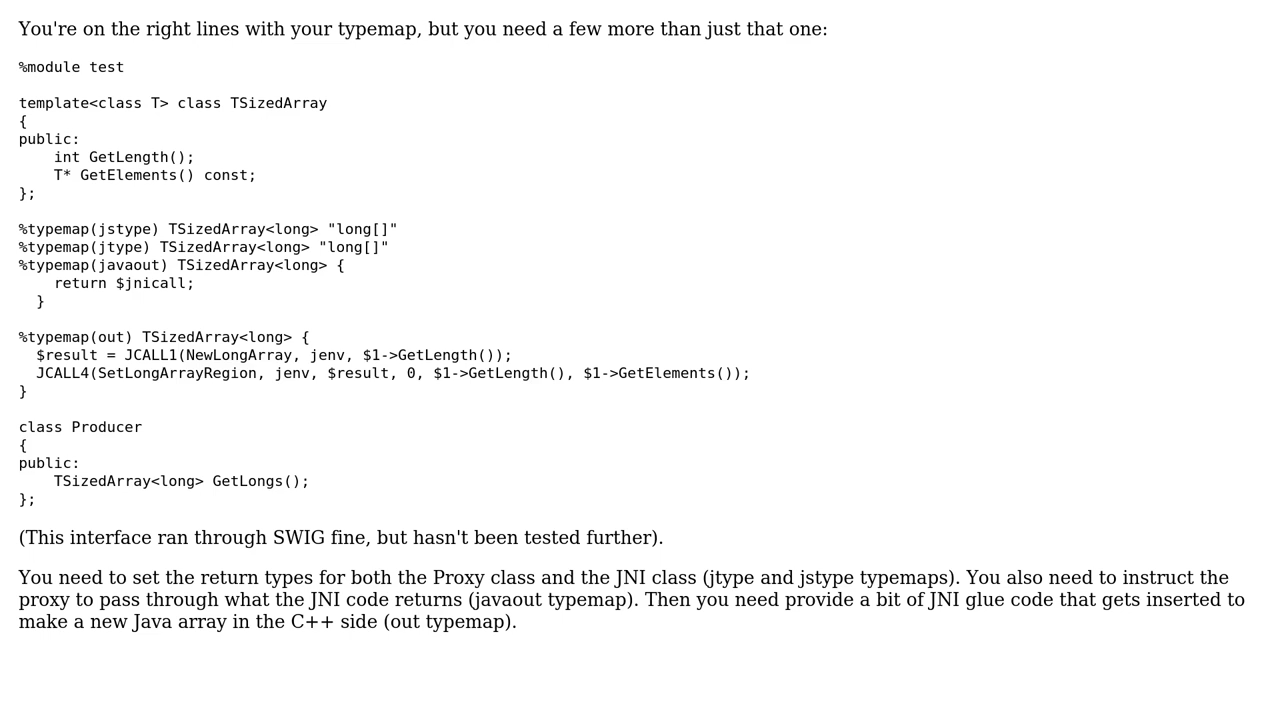 You're on the right lines with your typemap, but you need a few more than just that one:
%module test
template<class T> class TSizedArray
{
public:
    int GetLength();
    T* GetElements() const;
};
%typemap(jstype) TSizedArray<long> "long[]"
%typemap(jtype) TSizedArray<long> "long[]"
%typemap(javaout) TSizedArray<long> {
    return $jnicall;
  }
%typemap(out) TSizedArray<long> {
  $result = JCALL1(NewLongArray, jenv, $1->GetLength());
  JCALL4(SetLongArrayRegion, jenv, $result, 0, $1->GetLength(), $1->GetElements());
}
class Producer
{
public:
    TSizedArray<long> GetLongs();
};
(This interface ran through SWIG fine, but hasn't been tested further).
You need to set the return types for both the Proxy class and the JNI class (jtype and jstype typemaps). You also need to instruct the
proxy to pass through what the JNI code returns (javaout typemap). Then you need provide a bit of JNI glue code that gets inserted to
make a new Java array in the C++ side (out typemap).